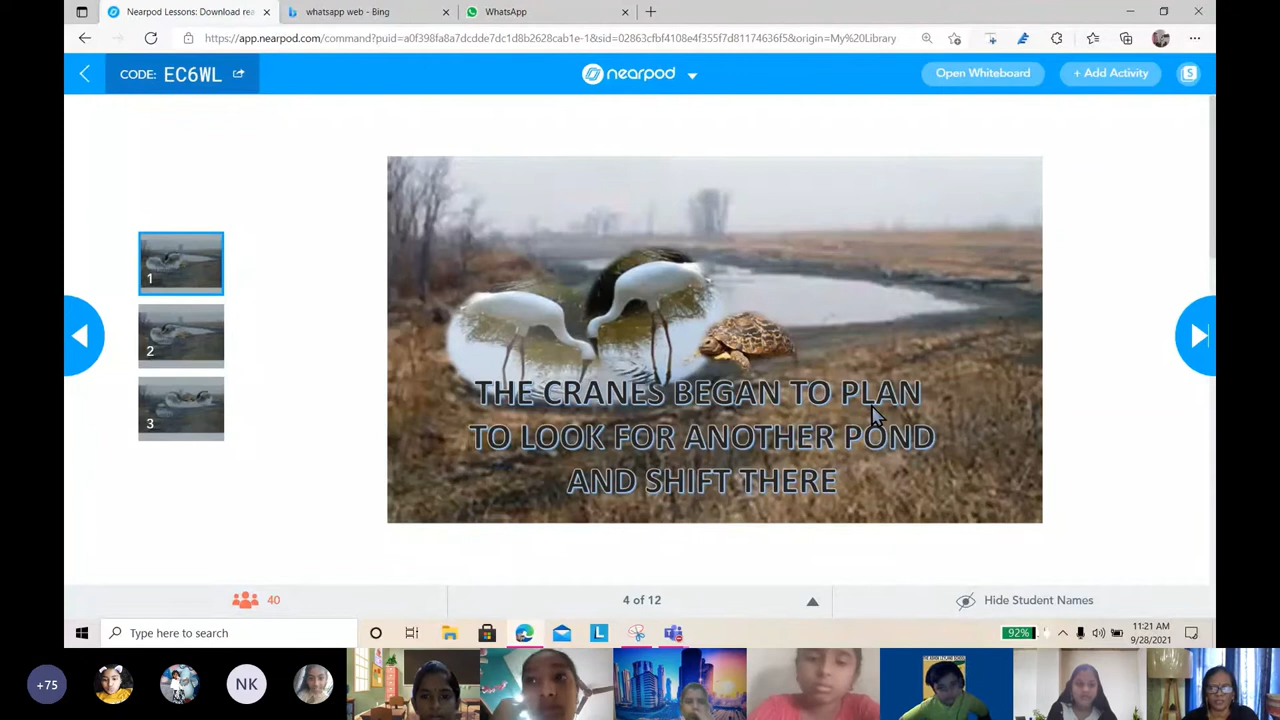 Nearpod Lessons: Download rea
whatsapp web - Bing
WhatsApp
https://app.nearpod.com/command?puid=a0f398fa8a7dcdde7dc1d8b2628cab1e-1&sid=02863cfbf4108e4f355f7d81174636f5&origin=My%20Library
CODE: EC6WL
nearpod
Open Whiteboard
+ Add Activity
S
1
2
3
THE CRANES BEGAN TO PLAN
TO LOOK FOR ANOTHER POND
AND SHIFT THERE
40
4 of 12
Hide Student Names
Type here to search
L
92%
11:21 AM
9/28/2021
+75
NK